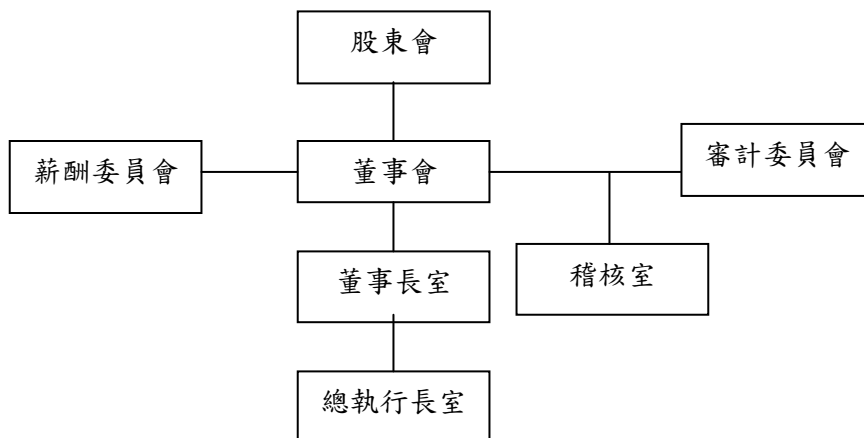 股東會
薪酬委員會
董事會
審計委員會
董事長室
稽核室
總執行長室